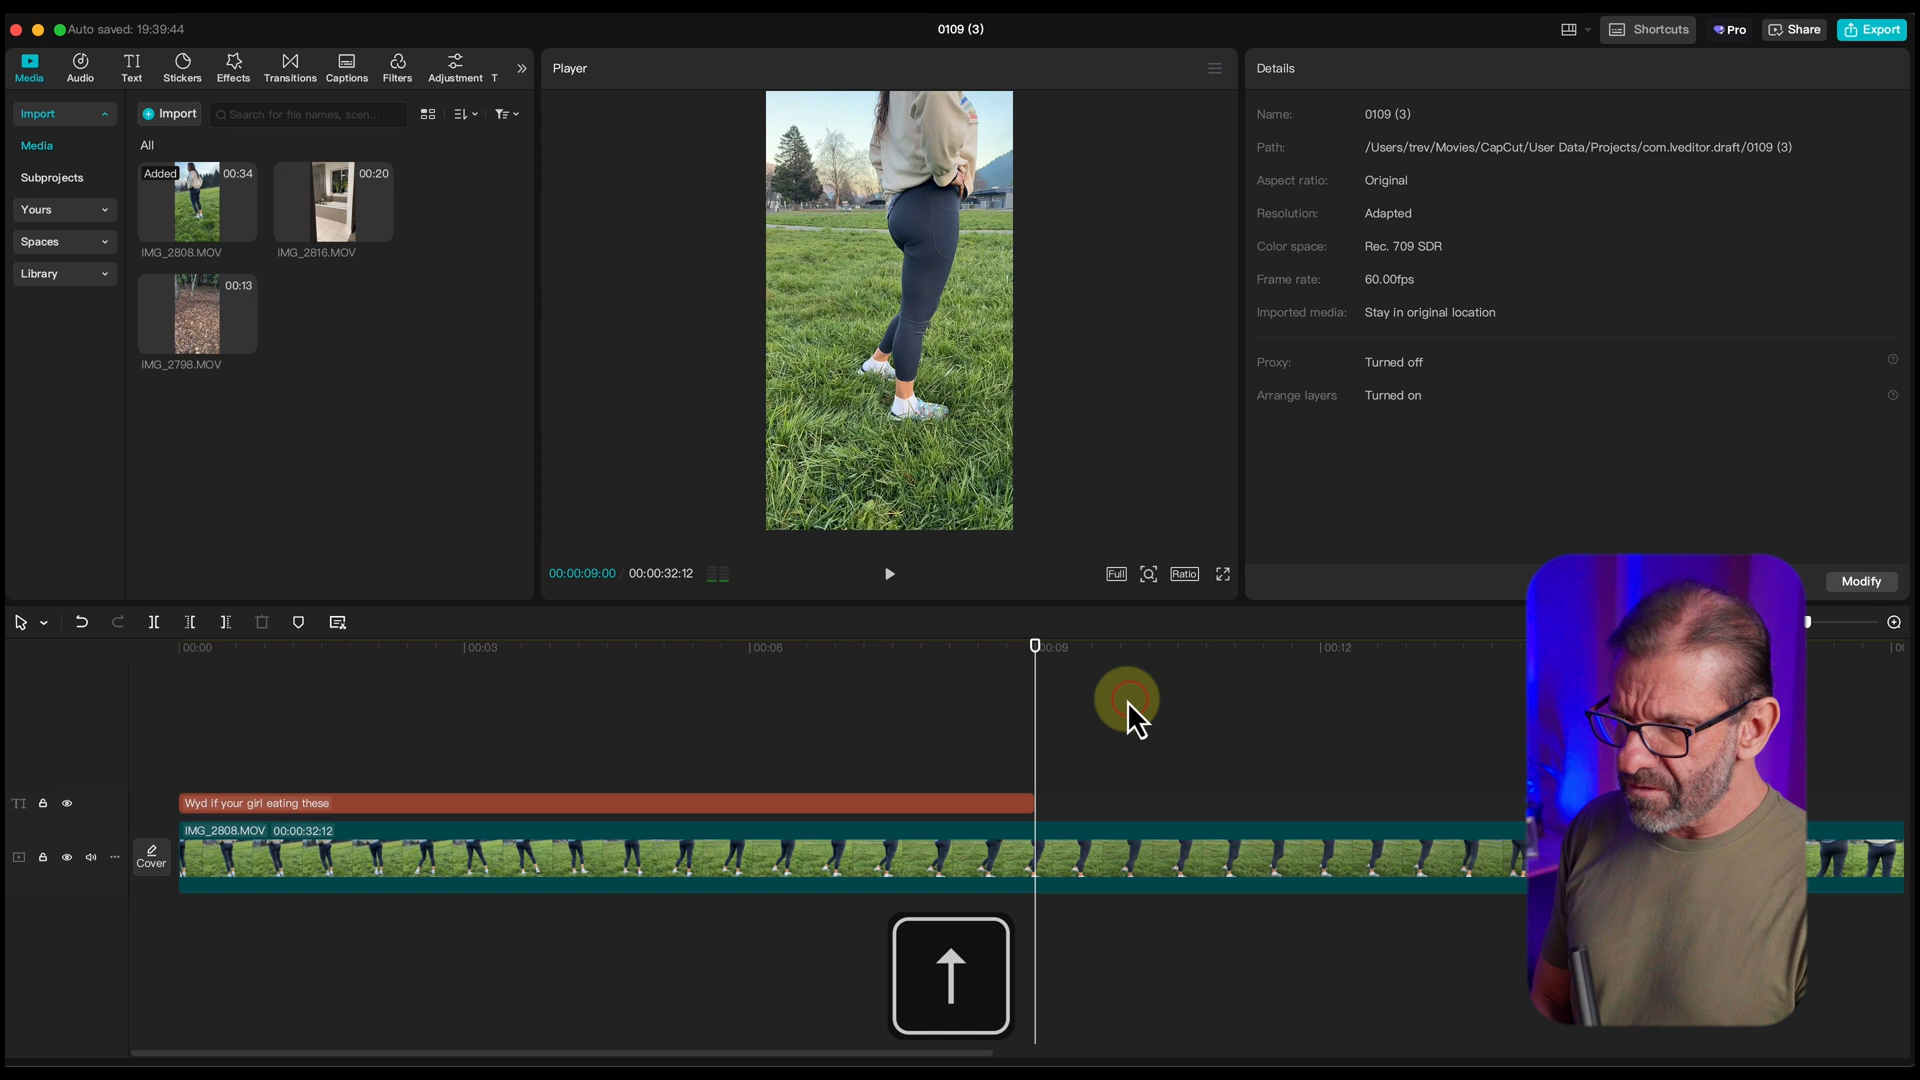 Auto saved: 19:39:44
0109 (3)
Shortcuts
Pro
Share
Export
Media
Audio
Text
Stickers
Effects
Transitions
Captions
Filters
Adjustment
T
Player
Details
Import
Media
Subprojects
Yours
Spaces
Library
Import
Search for file names, scen...
All
Added
00:34
IMG_2808.MOV
00:20
IMG_2816.MOV
00:13
IMG_2798.MOV
Name: 0109 (3)
Path: /Users/trev/Movies/CapCut/User Data/Projects/com.lveditor.draft/0109 (3)
Aspect ratio: Original
Resolution: Adapted
Color space: Rec. 709 SDR
Frame rate: 60.00fps
Imported media: Stay in original location
Proxy: Turned off
Arrange layers Turned on
Modify
00:00:09:00 / 00:00:32:12
Full
Ratio
00:00
00:03
00:06
00:09
00:12
TI
Wyd if your girl eating these
IMG_2808.MOV 00:00:32:12
Cover